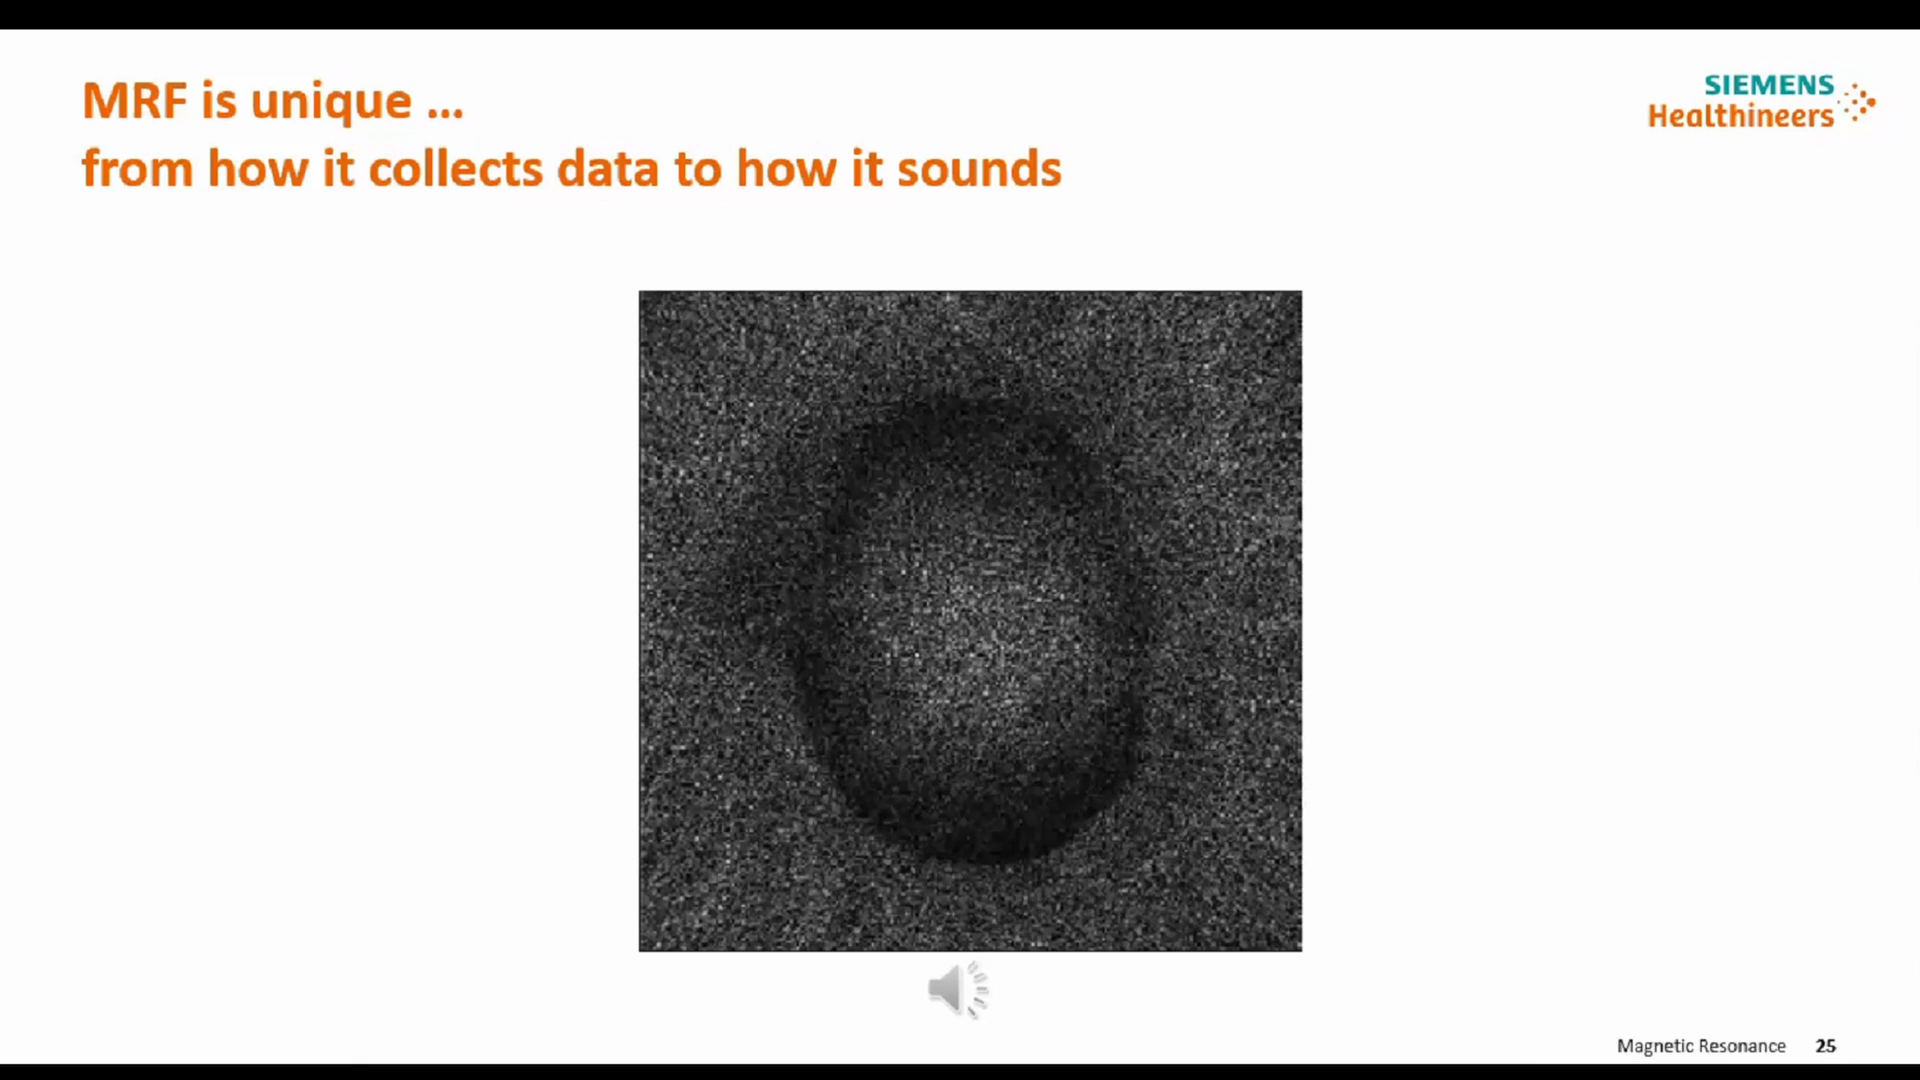 MRF is unique ...
from how it collects data to how it sounds
SIEMENS
Healthineers
Magnetic Resonance 25